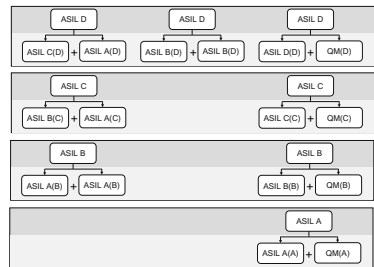 ASIL D ASIL D ASIL D
ASIL C(D) + ASIL A(D) ASIL B(D) + ASIL B(D) ASIL D(D) + QM(D)
ASIL C ASIL C
ASIL B(C) + ASIL A(C) ASIL C(C) + QM(C)
ASIL B ASIL B
ASIL A(B) + ASIL A(B) ASIL B(B) + QM(B)
ASIL A
ASIL A(A) + QM(A)